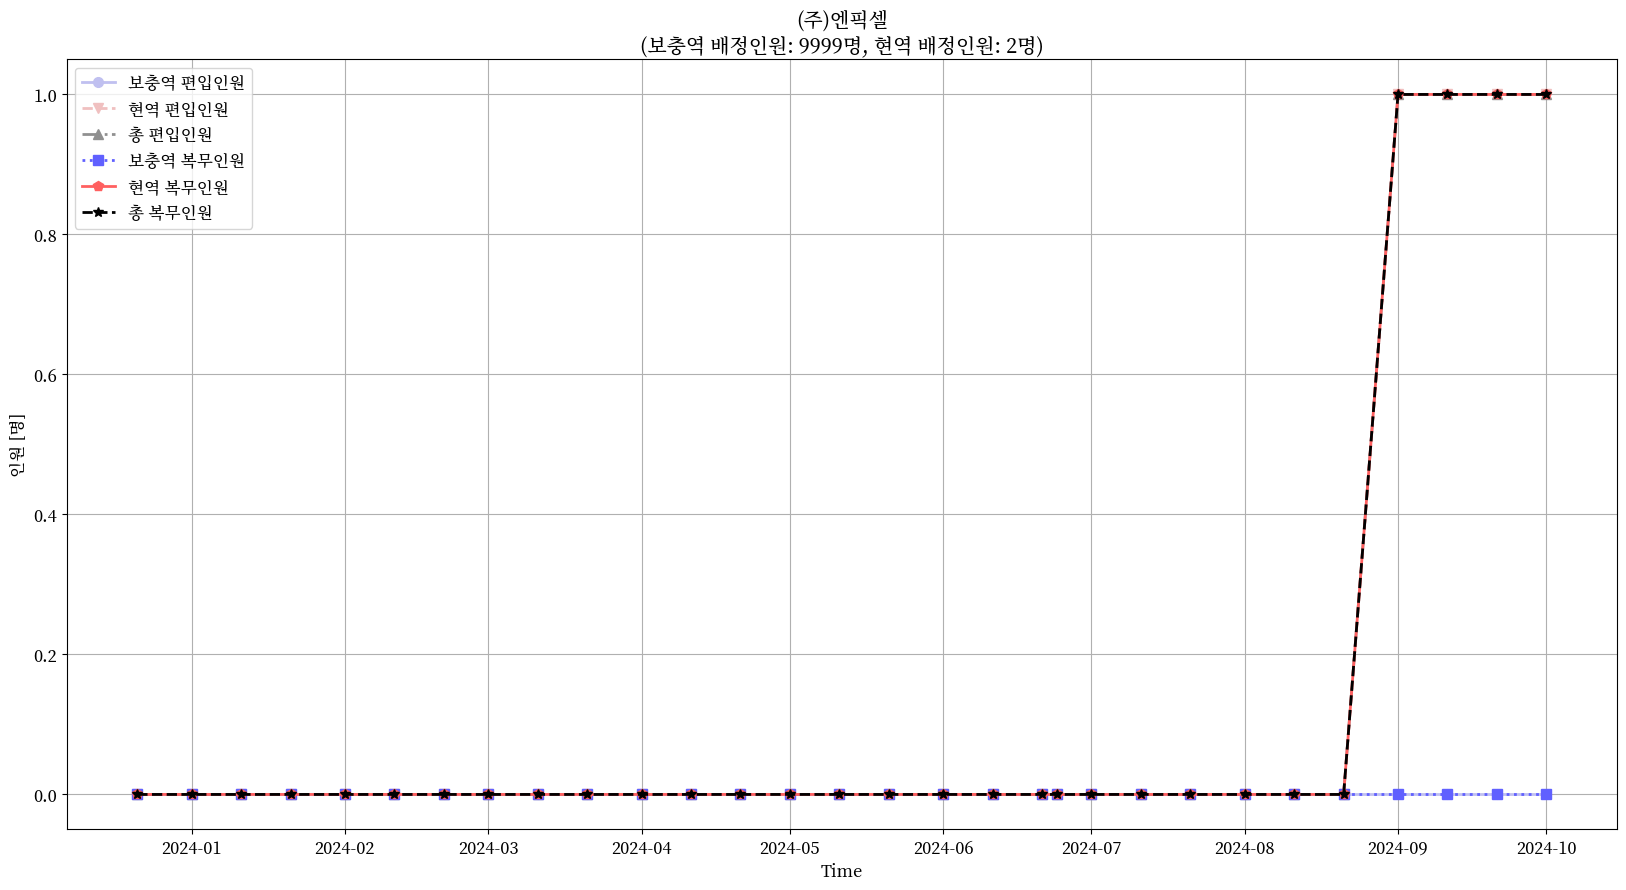 (주)엔픽셀
(보충역 배정인원: 9999명, 현역 배정인원: 2명)
보충역 편입인원
현역 편입인원
총 편입인원
보충역 복무인원
현역 복무인원
총 복무인원
1.0
0.8
0.6
0.4
0.2
0.0
인원 [명]
2024-01
2024-02
2024-03
2024-04
2024-05
2024-06
2024-07
2024-08
2024-09
2024-10
Time